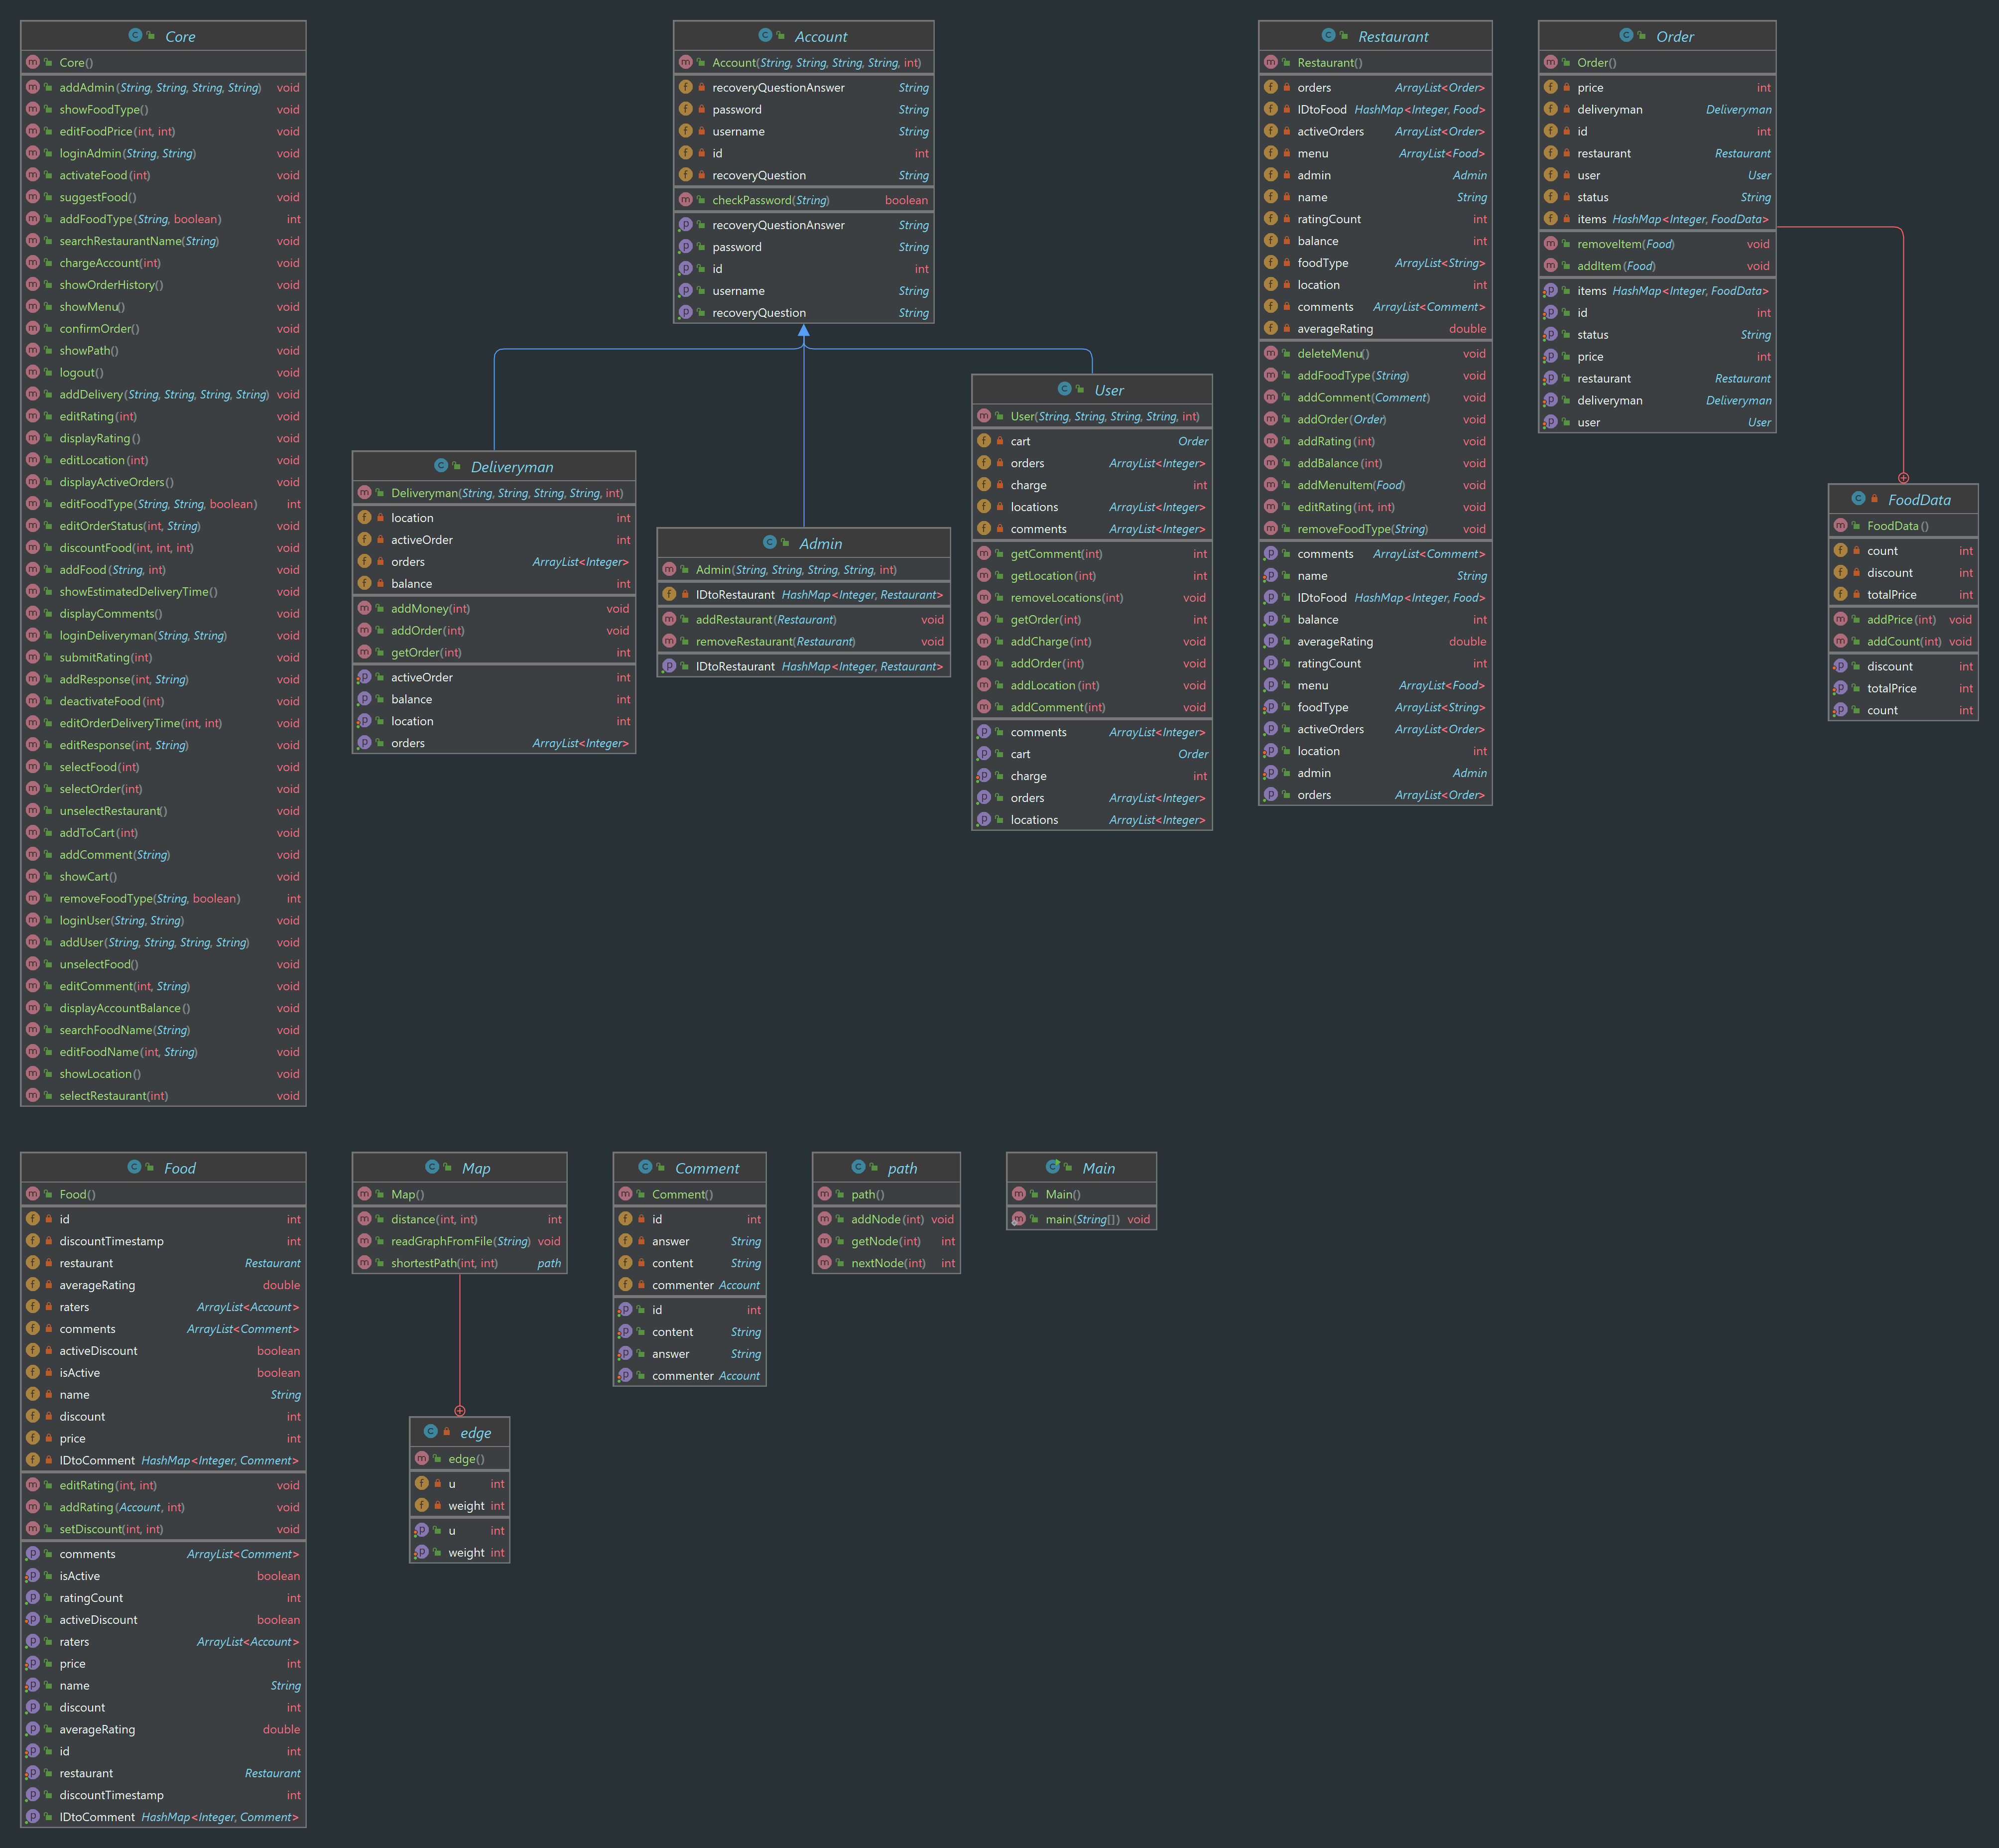 Core
Core()
addAdmin(String, String, String, String) void
showFoodType() void
editFoodPrice(int, int) void
loginAdmin(String, String) void
activateFood(int) void
suggestFood() void
addFoodType(String, boolean) int
searchRestaurantName(String) void
chargeAccount(int) void
showOrderHistory() void
showMenu() void
confirmOrder() void
showPath() void
logout() void
addDelivery(String, String, String, String) void
editRating(int) void
displayRating() void
editLocation(int) void
displayActiveOrders() void
editFoodType(String, String, boolean) int
editOrderStatus(int, String) void
discountFood(int, int, int) void
addFood(String, int) void
showEstimatedDeliveryTime() void
displayComments() void
loginDeliveryman(String, String) void
submitRating(int) void
addResponse(int, String) void
deactivateFood(int) void
editOrderDeliveryTime(int, int) void
editResponse(int, String) void
selectFood(int) void
selectOrder(int) void
unselectRestaurant() void
addToCart(int) void
addComment(String) void
showCart() void
removeFoodType(String, boolean) int
loginUser(String, String) void
addUser(String, String, String, String) void
unselectFood() void
editComment(int, String) void
displayAccountBalance() void
searchFoodName(String) void
editFoodName(int, String) void
showLocation() void
selectRestaurant(int) void
Account
Account(String, String, String, String, int)
recoveryQuestionAnswer String
password String
username String
id int
recoveryQuestion String
checkPassword(String) boolean
recoveryQuestionAnswer String
password String
id int
username String
recoveryQuestion String
Deliveryman
Deliveryman(String, String, String, String, int)
location int
activeOrder int
orders ArrayList<Integer>
balance int
addMoney(int) void
addOrder(int) void
getOrder(int) int
activeOrder int
balance int
location int
orders ArrayList<Integer>
Admin
Admin(String, String, String, String, int)
IDtoRestaurant HashMap<Integer, Restaurant>
addRestaurant(Restaurant) void
removeRestaurant(Restaurant) void
IDtoRestaurant HashMap<Integer, Restaurant>
User
User(String, String, String, String, int)
cart Order
orders ArrayList<Integer>
charge int
locations ArrayList<Integer>
comments ArrayList<Integer>
getComment(int) int
getLocation(int) int
removeLocations(int) void
getOrder(int) int
addCharge(int) void
addOrder(int) void
addLocation(int) void
addComment(int) void
comments ArrayList<Integer>
cart Order
charge int
orders ArrayList<Integer>
locations ArrayList<Integer>
Restaurant
Restaurant()
orders ArrayList<Order>
IDtoFood HashMap<Integer, Food>
activeOrders ArrayList<Order>
menu ArrayList<Food>
admin Admin
name String
ratingCount int
balance int
foodType ArrayList<String>
location int
comments ArrayList<Comment>
averageRating double
deleteMenu() void
addFoodType(String) void
addComment(Comment) void
addOrder(Order) void
addRating(int) void
addBalance(int) void
addMenuItem(Food) void
editRating(int, int) void
removeFoodType(String) void
comments ArrayList<Comment>
name String
IDtoFood HashMap<Integer, Food>
balance int
averageRating double
ratingCount int
menu ArrayList<Food>
foodType ArrayList<String>
activeOrders ArrayList<Order>
location int
admin Admin
orders ArrayList<Order>
Order
Order()
price int
deliveryman Deliveryman
id int
restaurant Restaurant
user User
status String
items HashMap<Integer, FoodData>
removeItem(Food) void
addItem(Food) void
items HashMap<Integer, FoodData>
id int
status String
price int
restaurant Restaurant
deliveryman Deliveryman
user User
FoodData
FoodData()
count int
discount int
totalPrice int
addPrice(int) void
addCount(int) void
discount int
totalPrice int
count int
Food
Food()
id int
discountTimestamp int
restaurant Restaurant
averageRating double
raters ArrayList<Account>
comments ArrayList<Comment>
activeDiscount boolean
isActive boolean
name String
discount int
price int
IDtoComment HashMap<Integer, Comment>
editRating(int, int) void
addRating(Account, int) void
setDiscount(int, int) void
comments ArrayList<Comment>
isActive boolean
ratingCount int
activeDiscount boolean
raters ArrayList<Account>
price int
name String
discount int
averageRating double
id int
restaurant Restaurant
discountTimestamp int
IDtoComment HashMap<Integer, Comment>
Map
Map()
distance(int, int) int
readGraphFromFile(String) void
shortestPath(int, int) path
edge
edge()
u int
weight int
u int
weight int
Comment
Comment()
id int
answer String
content String
commenter Account
id int
content String
answer String
commenter Account
path
path()
addNode(int) void
getNode(int) int
nextNode(int) int
Main
Main()
main(String[]) void